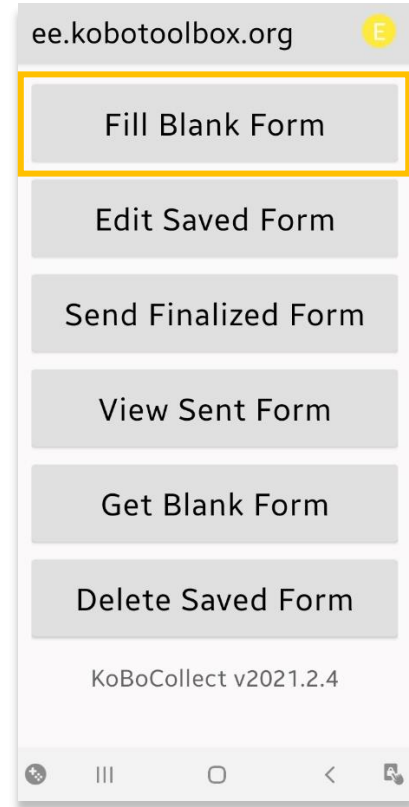 ee.kobotoolbox.org E
Fill Blank Form
Edit Saved Form
Send Finalized Form
View Sent Form
Get Blank Form
Delete Saved Form
KoBoCollect v2021.2.4